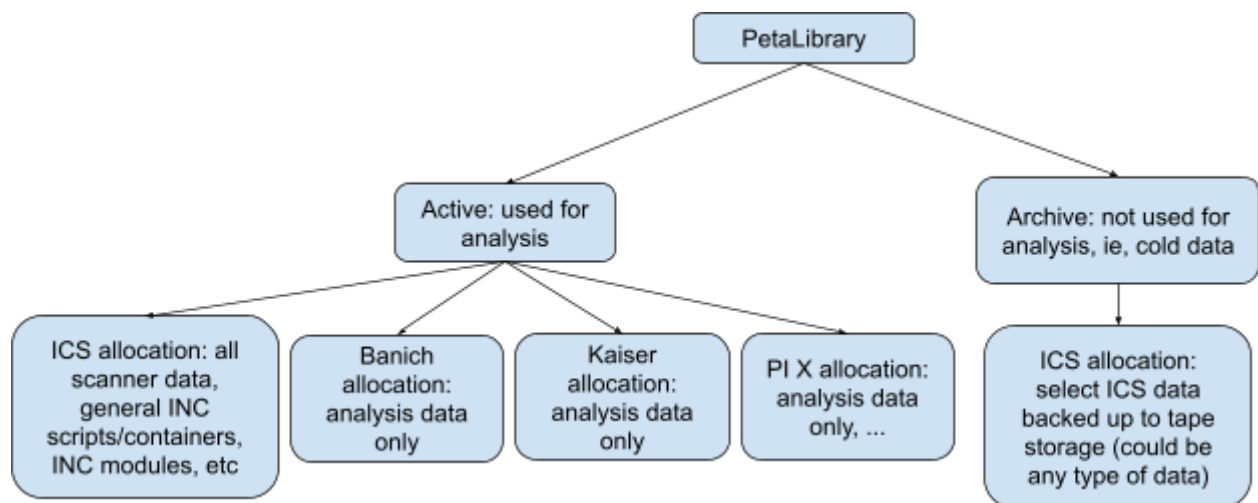 PetaLibrary
Active: used for
analysis
Archive: not used for
analysis, ie, cold data
ICS allocation: all
scanner data,
general INC
scripts/containers,
INC modules, etc
Banich
allocation:
analysis data
only
Kaiser
allocation:
analysis data
only
PI X allocation:
analysis data
only, ...
ICS allocation:
select ICS data
backed up to tape
storage (could be
any type of data)